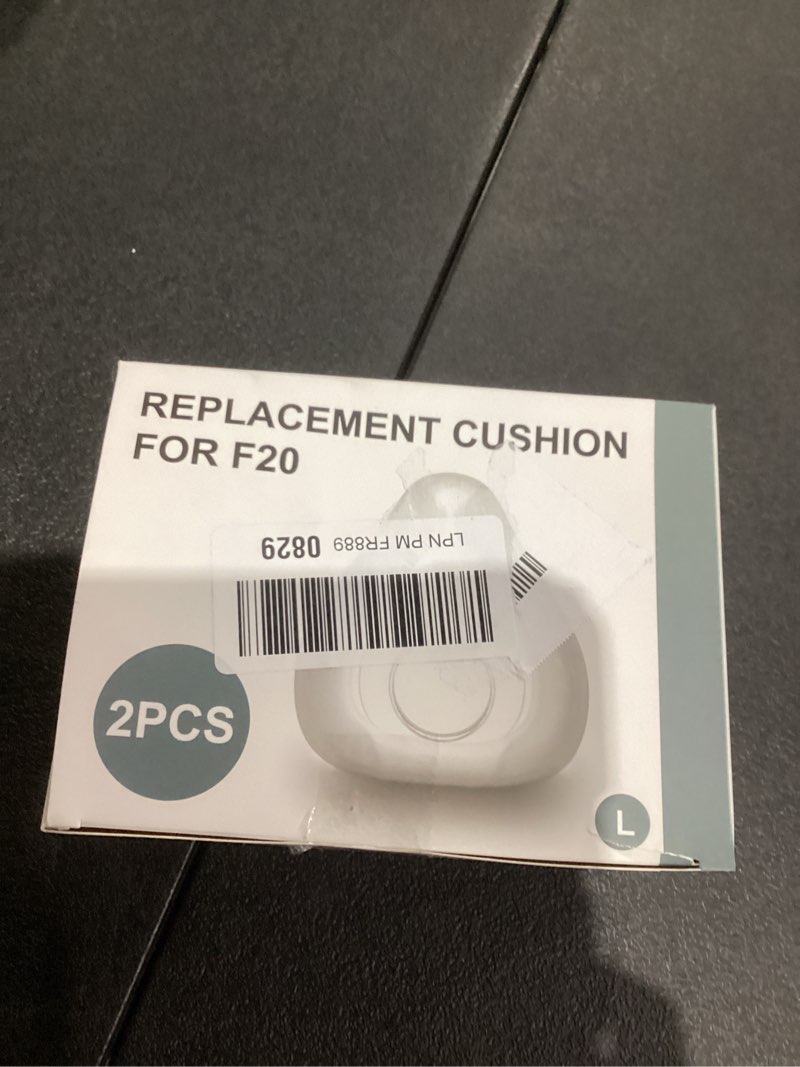 REPLACEMENT CUSHION
FOR F20
LPN PM FR889 0829
2PCS
L